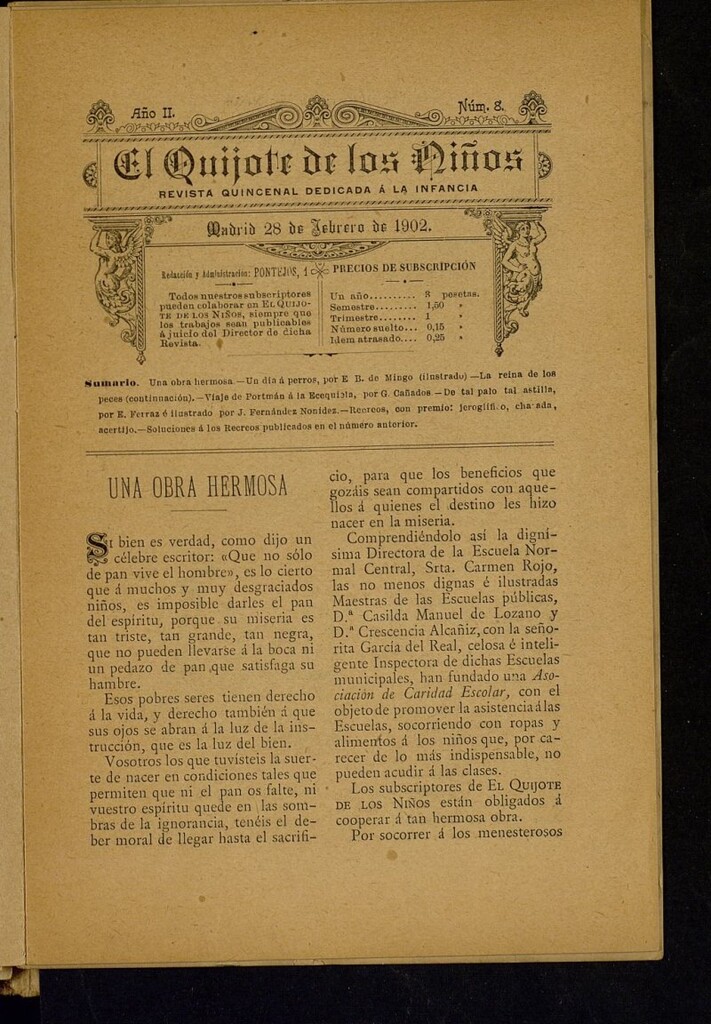 Año II.
Núm. 8.
El Quijote de los Niños
REVISTA QUINCENAL DEDICADA Á LA INFANCIA
Madrid 28 de Febrero de 1902.
Redacción y Administración: PONTEJOS, 1
Todos nuestros subscriptores
pueden colaborar en EL QUIJO-
TE DE LOS NIÑOS, siempre que
los trabajos sean publicables
á juicio del Director de dicha
Revista.
PRECIOS DE SUBSCRIPCIÓN
Un año.......... 3 pesetas.
Semestre........ 1,50 »
Trimestre....... 1 »
Número suelto... 0,15 »
Idem atrasado.... 0,25 »
Sumario. Una obra hermosa.—Un día á perros, por E. B. de Mingo (ilustrado)—La reina de los
peces (continuación).—Viaje de Portmán á la Ecequista, por G. Cañados—De tal palo tal astilla,
por E. Ferraz é ilustrado por J. Fernández Nonídez.—Recreos, con premio: jeroglífico, charada,
acertijo.—Soluciones á los Recreos publicados en el número anterior.
UNA OBRA HERMOSA
Si bien es verdad, como dijo un
célebre escritor: «Que no sólo
de pan vive el hombre», es lo cierto
que á muchos y muy desgraciados
niños, es imposible darles el pan
del espíritu, porque su miseria es
tan triste, tan grande, tan negra,
que no pueden llevarse á la boca ni
un pedazo de pan que satisfaga su
hambre.
Esos pobres seres tienen derecho
á la vida, y derecho también á que
sus ojos se abran á la luz de la ins-
trucción, que es la luz del bien.
Vosotros los que tuvísteis la suer-
te de nacer en condiciones tales que
permiten que ni el pan os falte, ni
vuestro espíritu quede en las som-
bras de la ignorancia, tenéis el de-
ber moral de llegar hasta el sacrifi-
cio, para que los beneficios que
gozáis sean compartidos con aque-
llos á quienes el destino les hizo
nacer en la miseria.
Comprendiéndolo así la digní-
sima Directora de la Escuela Nor-
mal Central, Srta. Carmen Rojo,
las no menos dignas é ilustradas
Maestras de las Escuelas públicas,
D.ª Casilda Manuel de Lozano y
D.ª Crescencia Alcañiz, con la seño-
rita García del Real, celosa é inteli-
gente Inspectora de dichas Escuelas
municipales, han fundado una Aso-
ciación de Caridad Escolar, con el
objeto de promover la asistencia á las
Escuelas, socorriendo con ropas y
alimentos á los niños que, por ca-
recer de lo más indispensable, no
pueden acudir á las clases.
Los subscriptores de EL QUIJOTE
DE LOS NIÑOS están obligados á
cooperar á tan hermosa obra.
Por socorrer á los menesterosos